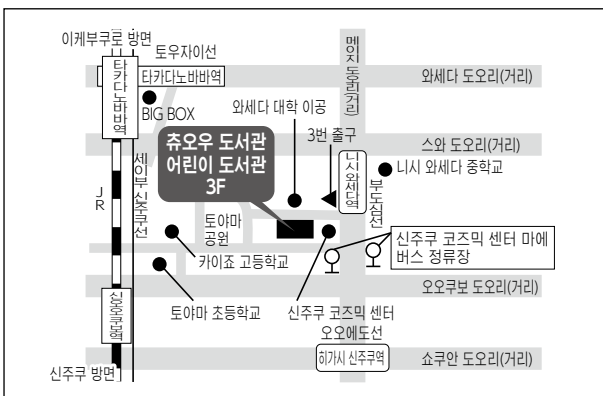 이케부쿠로 방면
토우자이선
타카다노바바역
타카다노바바역
BIG BOX
와세다 대학 이공
메이지 도오리(거리)
와세다 도오리(거리)
3번 출구
스와 도오리(거리)
츄오우 도서관
어린이 도서관
3F
니시 와세다역
니시 와세다 중학교
부도심선
JR
세이부 신주쿠선
토야마
공원
카이죠 고등학교
신주쿠 코즈믹 센터 마에
버스 정류장
오오쿠보 도오리(거리)
신오오쿠보역
토야마 초등학교
신주쿠 코즈믹 센터
오오에도선
히가시 신주쿠역
쇼쿠안 도오리(거리)
신주쿠 방면